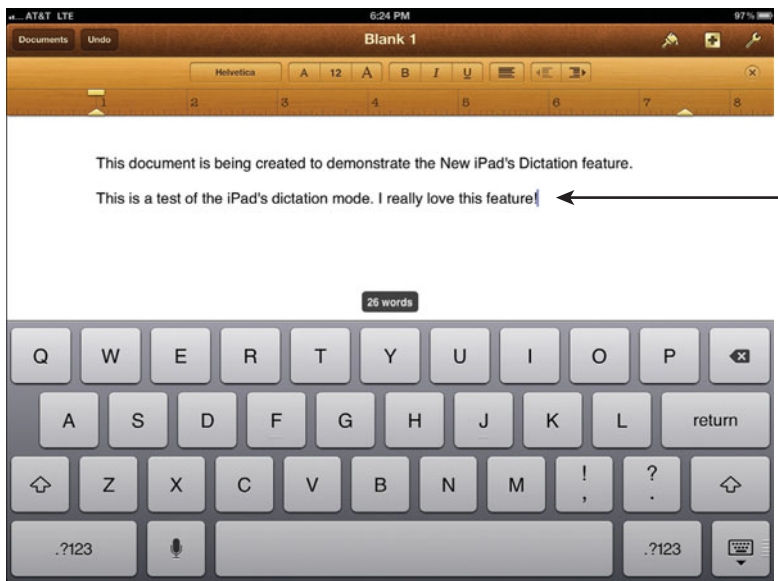 AT&T LTE 6:24 PM 97%
Documents Undo Blank 1
Helvetica A 12 A B I U
1 2 3 4 5 6 7 8
This document is being created to demonstrate the New iPad's Dictation feature.
This is a test of the iPad's dictation mode. I really love this feature!
26 words
Q W E R T Y U I O P
A S D F G H J K L return
Z X C V B N M ! , ? .
.?123 .?123